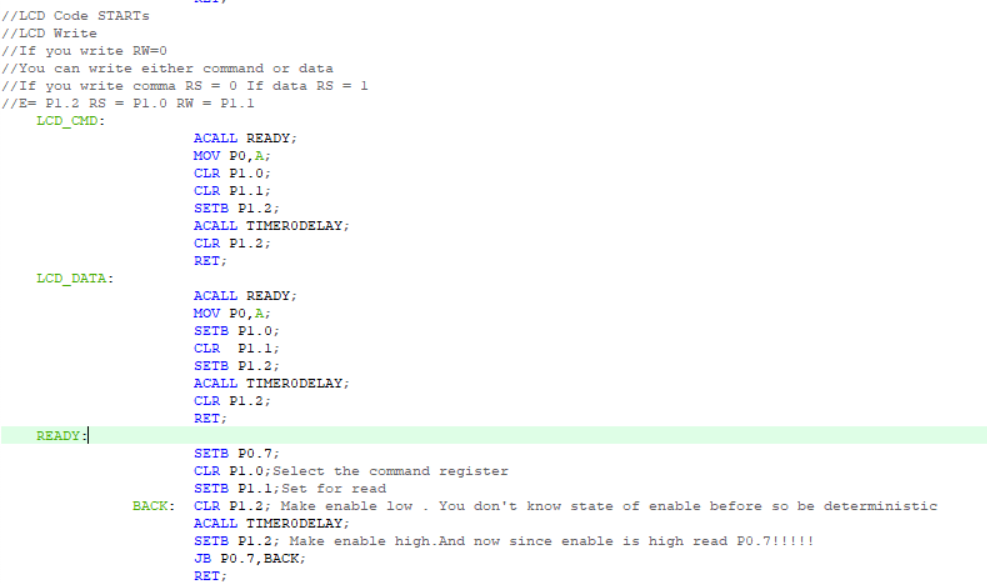 RET;
//LCD Code STARTs
//LCD Write
//If you write RW=0
//You can write either command or data
//If you write comma RS = 0 If data RS = 1
//E= P1.2 RS = P1.0 RW = P1.1
LCD_CMD:
ACALL READY;
MOV P0,A;
CLR P1.0;
CLR P1.1;
SETB P1.2;
ACALL TIMER0DELAY;
CLR P1.2;
RET;
LCD_DATA:
ACALL READY;
MOV P0,A;
SETB P1.0;
CLR  P1.1;
SETB P1.2;
ACALL TIMER0DELAY;
CLR P1.2;
RET;
READY:
SETB P0.7;
CLR P1.0;Select the command register
SETB P1.1;Set for read
BACK: CLR P1.2; Make enable low . You don't know state of enable before so be deterministic
ACALL TIMER0DELAY;
SETB P1.2; Make enable high.And now since enable is high read P0.7!!!!!
JB P0.7,BACK;
RET;